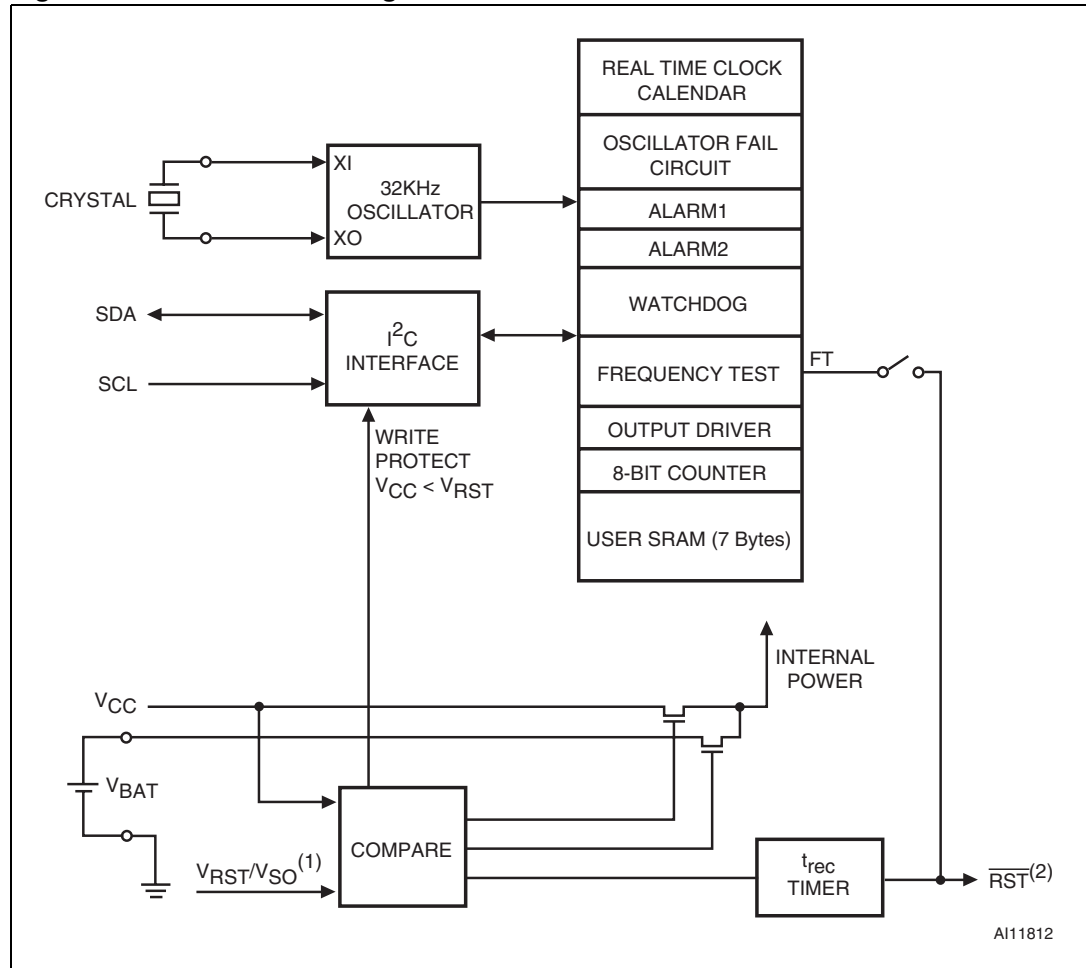 REAL TIME CLOCK
CALENDAR
OSCILLATOR FAIL
CIRCUIT
ALARM1
ALARM2
WATCHDOG
FREQUENCY TEST
OUTPUT DRIVER
8-BIT COUNTER
USER SRAM (7 Bytes)
CRYSTAL
XI
32KHz
OSCILLATOR
XO
SDA
SCL
I2C
INTERFACE
WRITE
PROTECT
VCC < VRST
FT
INTERNAL
POWER
VCC
VBAT
VRST/VSO(1)
COMPARE
trec
TIMER
RST(2)
AI11812